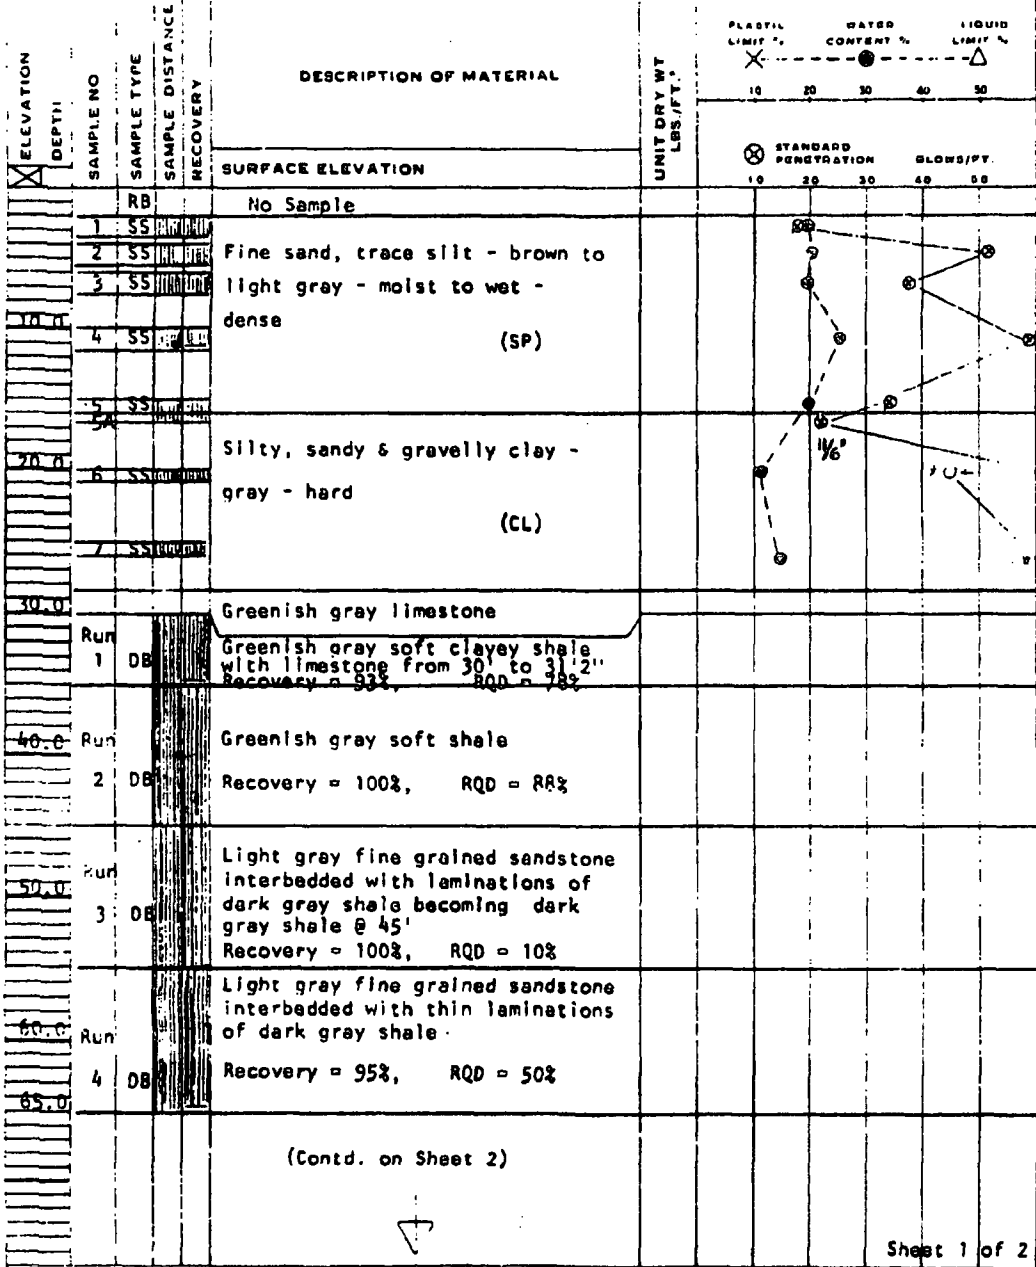 PLASTIC LIMIT %
WATER CONTENT %
LIQUID LIMIT %
10 20 30 40 50
ELEVATION
DEPTH
SAMPLE NO
SAMPLE TYPE
SAMPLE DISTANCE
RECOVERY
DESCRIPTION OF MATERIAL
SURFACE ELEVATION
UNIT DRY WT
LBS./FT.³
STANDARD
PENETRATION BLOWS/FT.
10 20 30 40 50
RB No Sample
1 SS
2 SS Fine sand, trace silt - brown to
3 SS light gray - moist to wet -
10.0 dense
4 SS (SP)
5 SS
5A
Silty, sandy & gravelly clay -
11/6"
20.0
6 SS
gray - hard
(CL)
7 SS
30.0 Greenish gray limestone
Run
1 DB
Greenish gray soft clayey shale
with limestone from 30' to 31'2"
Recovery = 93%, RQD = 78%
40.0 Run Greenish gray soft shale
2 DB Recovery = 100%, RQD = 88%
Light gray fine grained sandstone
Run interbedded with laminations of
50.0 dark gray shale becoming dark
3 DB gray shale @ 45'
Recovery = 100%, RQD = 10%
Light gray fine grained sandstone
interbedded with thin laminations
60.0 Run of dark gray shale
4 DB Recovery = 95%, RQD = 50%
65.0
(Contd. on Sheet 2)
Sheet 1 of 2